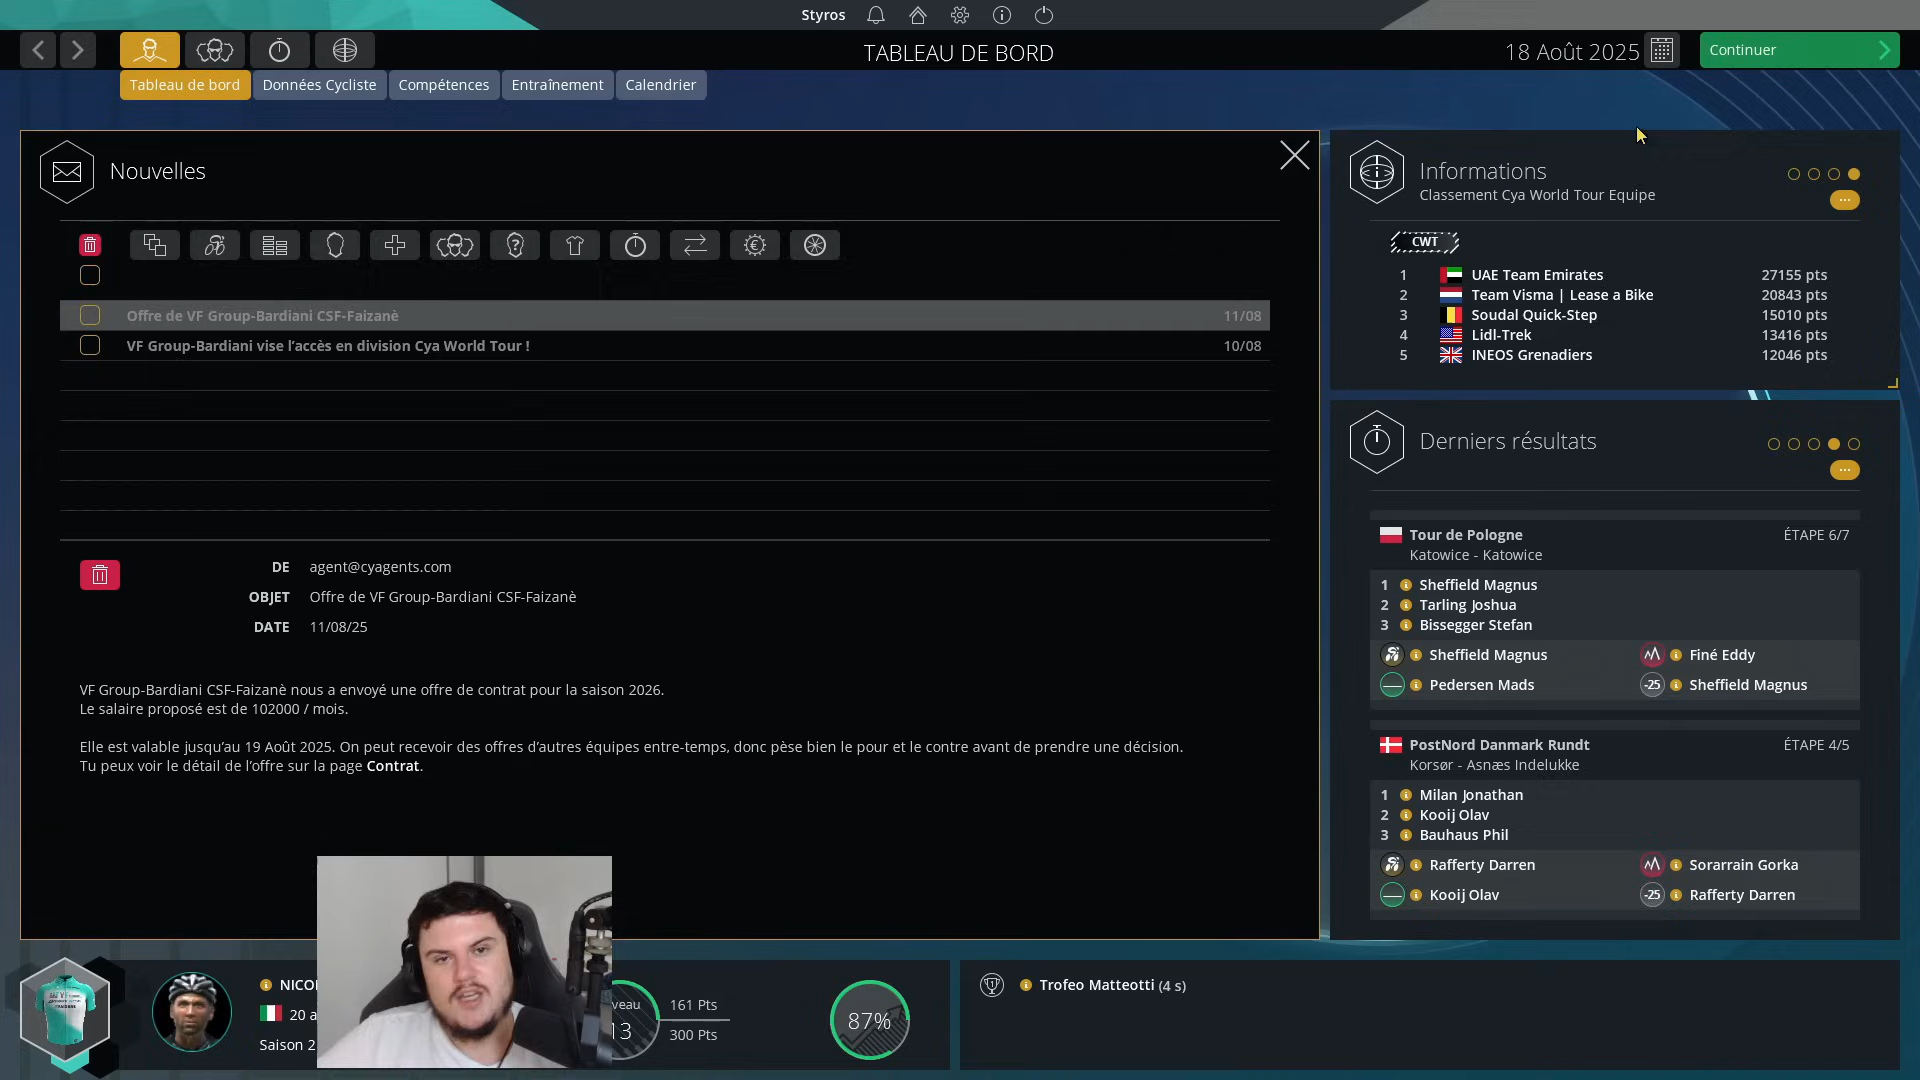 Styros
TABLEAU DE BORD
18 Août 2025
Continuer
Tableau de bord
Données Cycliste
Compétences
Entraînement
Calendrier
Nouvelles
Offre de VF Group-Bardiani CSF-Faizanè 11/08
VF Group-Bardiani vise l'accès en division Cya World Tour ! 10/08
DE agent@cyagents.com
OBJET Offre de VF Group-Bardiani CSF-Faizanè
DATE 11/08/25
VF Group-Bardiani CSF-Faizanè nous a envoyé une offre de contrat pour la saison 2026.
Le salaire proposé est de 102000 / mois.
Elle est valable jusqu'au 19 Août 2025. On peut recevoir des offres d'autres équipes entre-temps, donc pèse bien le pour et le contre avant de prendre une décision.
Tu peux voir le détail de l'offre sur la page Contrat.
Informations
Classement Cya World Tour Equipe
CWT
1 UAE Team Emirates 27155 pts
2 Team Visma | Lease a Bike 20843 pts
3 Soudal Quick-Step 15010 pts
4 Lidl-Trek 13416 pts
5 INEOS Grenadiers 12046 pts
Derniers résultats
Tour de Pologne ÉTAPE 6/7
Katowice - Katowice
1 Sheffield Magnus
2 Tarling Joshua
3 Bissegger Stefan
Sheffield Magnus Finé Eddy
Pedersen Mads -25 Sheffield Magnus
PostNord Danmark Rundt ÉTAPE 4/5
Korsør - Asnæs Indelukke
1 Milan Jonathan
2 Kooij Olav
3 Bauhaus Phil
Rafferty Darren Sorarrain Gorka
Kooij Olav -25 Rafferty Darren
NICO
20 a
Saison 2
veau
13
161 Pts
300 Pts
87%
Trofeo Matteotti (4 s)